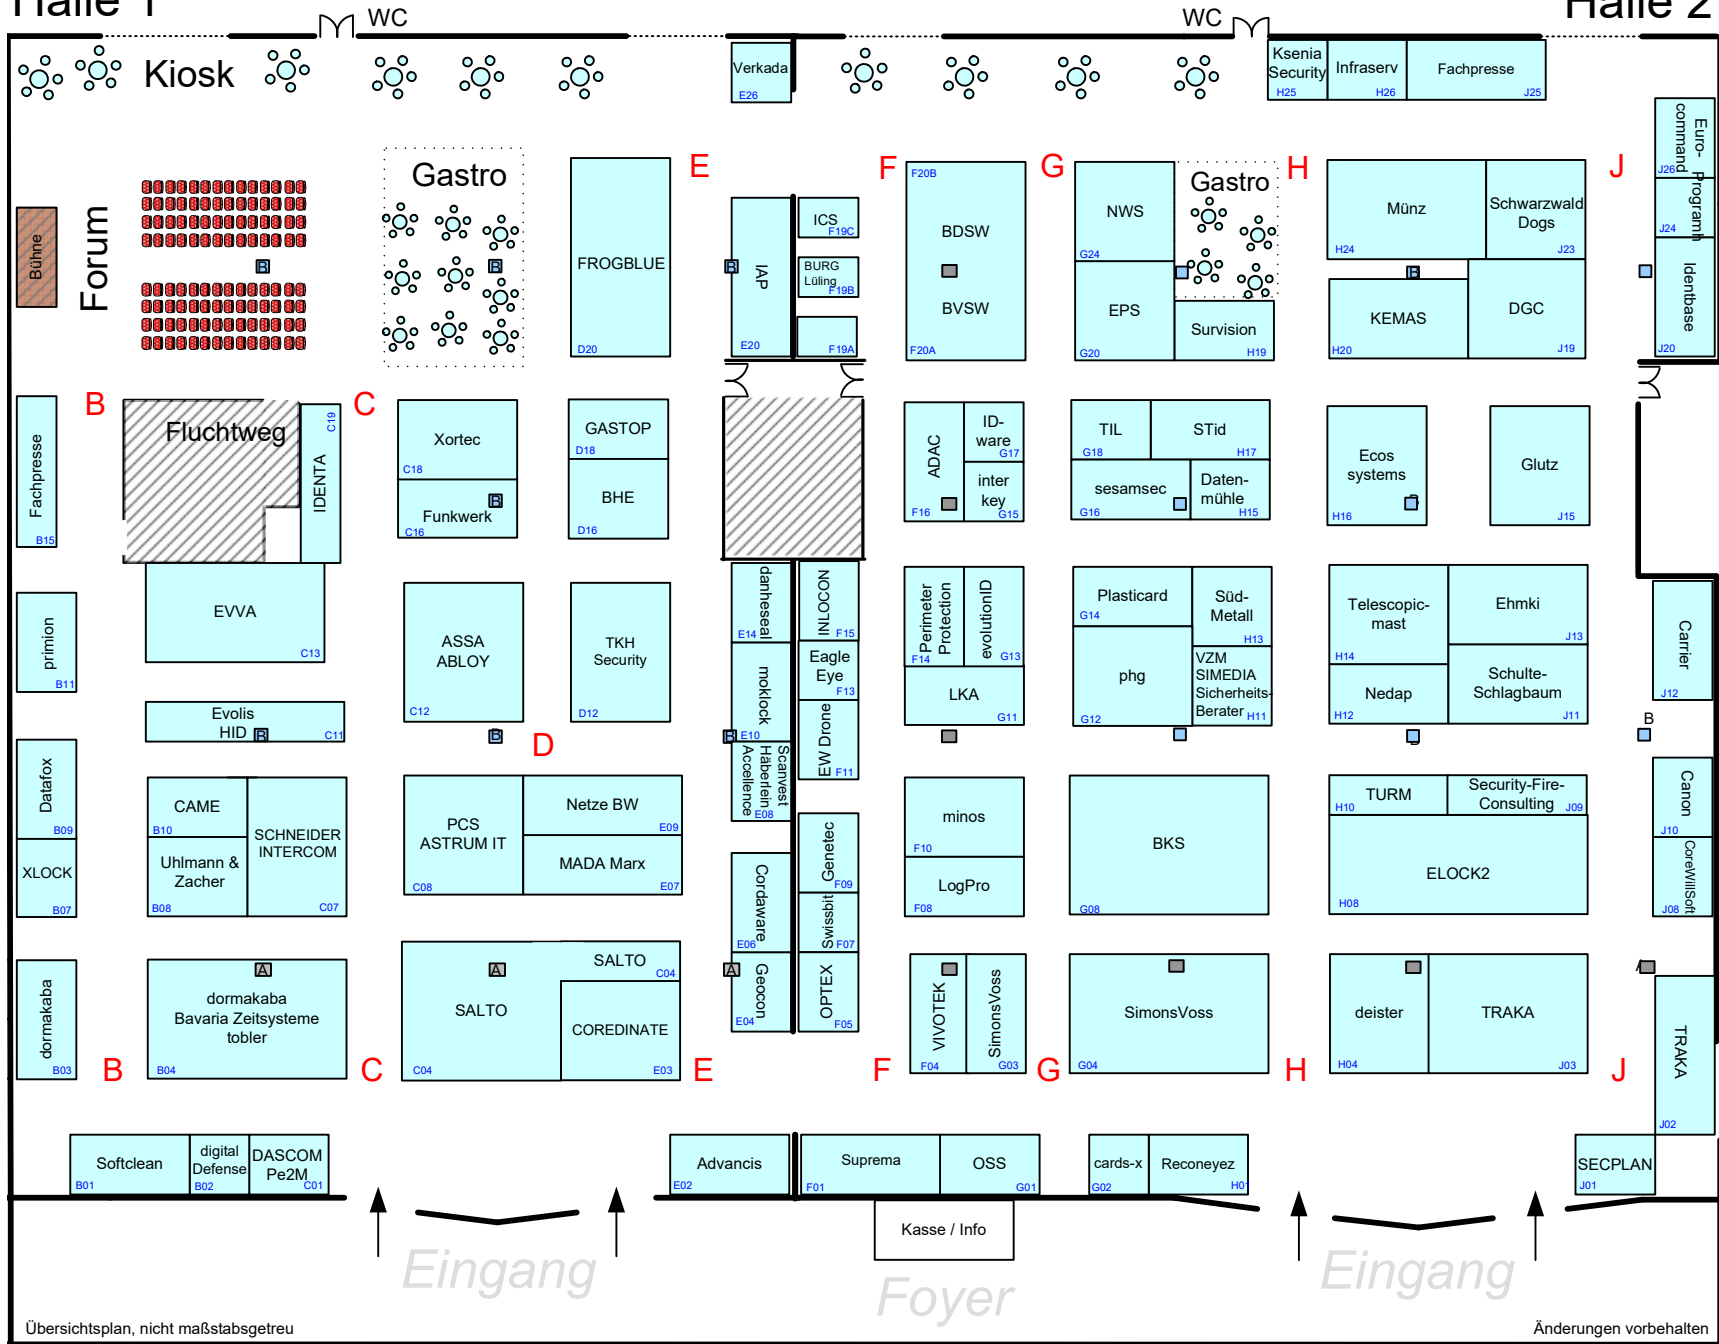 Halle 1
WC
WC
Halle 2
Kiosk
Verkada
E26
Ksenia
Security
H25
Infraserv
H26
Fachpresse
J25
Euro-
command
J26
Programm
J24
Identbase
J20
Bühne
Forum
B
Gastro
B
FROGBLUE
D20
E
IAP
B
E20
ICS
F19C
BURG
Lüling
F19B
F19A
F
F20B
BDSW
BVSW
F20A
G
NWS
G24
EPS
G20
Gastro
Survision
H19
H
Münz
H24
Schwarzwald
Dogs
J23
B
KEMAS
H20
DGC
J19
J
B
Fachpresse
B15
Fluchtweg
C19
IDENTA
C
Xortec
C18
Funkwerk
B
C16
GASTOP
D18
BHE
D16
ADAC
F16
ID-
ware
G17
inter
key
G15
TIL
G18
STid
H17
sesamsec
G16
Daten-
mühle
H15
Ecos
systems
B
H16
Glutz
J15
primion
B11
EVVA
C13
ASSA
ABLOY
C12
TKH
Security
D12
danheseal
E14
moklock
E10
INLOCON
F15
Eagle
Eye
F13
EW Drone
F11
Perimeter
Protection
F14
evolutionID
G13
LKA
G11
Plasticard
G14
Süd-
Metall
H13
phg
G12
VZM
SIMEDIA
Sicherheits-
Berater
H11
Telescopic-
mast
H14
Ehmki
J13
Nedap
H12
Schulte-
Schlagbaum
J11
Carrier
J12
Evolis
HID
B
C11
B
D
B
B
B
Datafox
B09
XLOCK
B07
CAME
B10
Uhlmann &
Zacher
B08
SCHNEIDER
INTERCOM
C07
PCS
ASTRUM IT
C08
Netze BW
E09
MADA Marx
E07
Scanvest
Häberlein
Accellence
E08
Cordaware
E06
Genetec
F09
Swissbit
F07
minos
F10
LogPro
F08
BKS
G08
TURM
H10
Security-Fire-
Consulting
J09
ELOCK2
H08
Canon
J10
CoreWillSoft
J08
dormakaba
B03
A
dormakaba
Bavaria Zeitsysteme
tobler
B04
A
SALTO
C04
SALTO
C04
COREDINATE
E03
A
Geocon
E04
OPTEX
F05
VIVOTEK
F04
SimonsVoss
G03
SimonsVoss
G04
deister
H04
TRAKA
J03
A
TRAKA
J02
B
C
E
F
G
H
J
Softclean
B01
digital
Defense
B02
DASCOM
Pe2M
C01
Advancis
E02
Suprema
F01
OSS
G01
cards-x
G02
Reconeyez
H01
SECPLAN
J01
Kasse / Info
Eingang
Foyer
Eingang
Übersichtsplan, nicht maßstabsgetreu
Änderungen vorbehalten